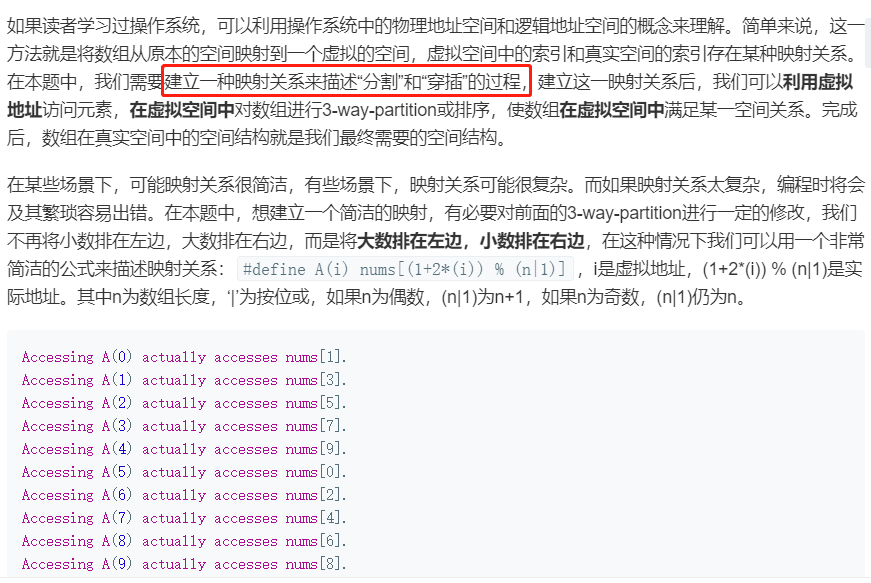 如果读者学习过操作系统，可以利用操作系统中的物理地址空间和逻辑地址空间的概念来理解。简单来说，这一
方法就是将数组从原本的空间映射到一个虚拟的空间，虚拟空间中的索引和真实空间的索引存在某种映射关系。
在本题中，我们需要建立一种映射关系来描述“分割”和“穿插”的过程，建立这一映射关系后，我们可以利用虚拟
地址访问元素，在虚拟空间中对数组进行3-way-partition或排序，使数组在虚拟空间中满足某一空间关系。完成
后，数组在真实空间中的空间结构就是我们最终需要的空间结构。
在某些场景下，可能映射关系很简洁，有些场景下，映射关系可能很复杂。而如果映射关系太复杂，编程时将会
及其繁琐容易出错。在本题中，想建立一个简洁的映射，有必要对前面的3-way-partition进行一定的修改，我们
不再将小数排在左边，大数排在右边，而是将大数排在左边，小数排在右边，在这种情况下我们可以用一个非常
简洁的公式来描述映射关系：#define A(i) nums[(1+2*(i)) % (n|1)]，i是虚拟地址，(1+2*(i)) % (n|1)是实
际地址。其中n为数组长度，‘|’为按位或，如果n为偶数，(n|1)为n+1，如果n为奇数，(n|1)仍为n。
Accessing A(0) actually accesses nums[1].
Accessing A(1) actually accesses nums[3].
Accessing A(2) actually accesses nums[5].
Accessing A(3) actually accesses nums[7].
Accessing A(4) actually accesses nums[9].
Accessing A(5) actually accesses nums[0].
Accessing A(6) actually accesses nums[2].
Accessing A(7) actually accesses nums[4].
Accessing A(8) actually accesses nums[6].
Accessing A(9) actually accesses nums[8].